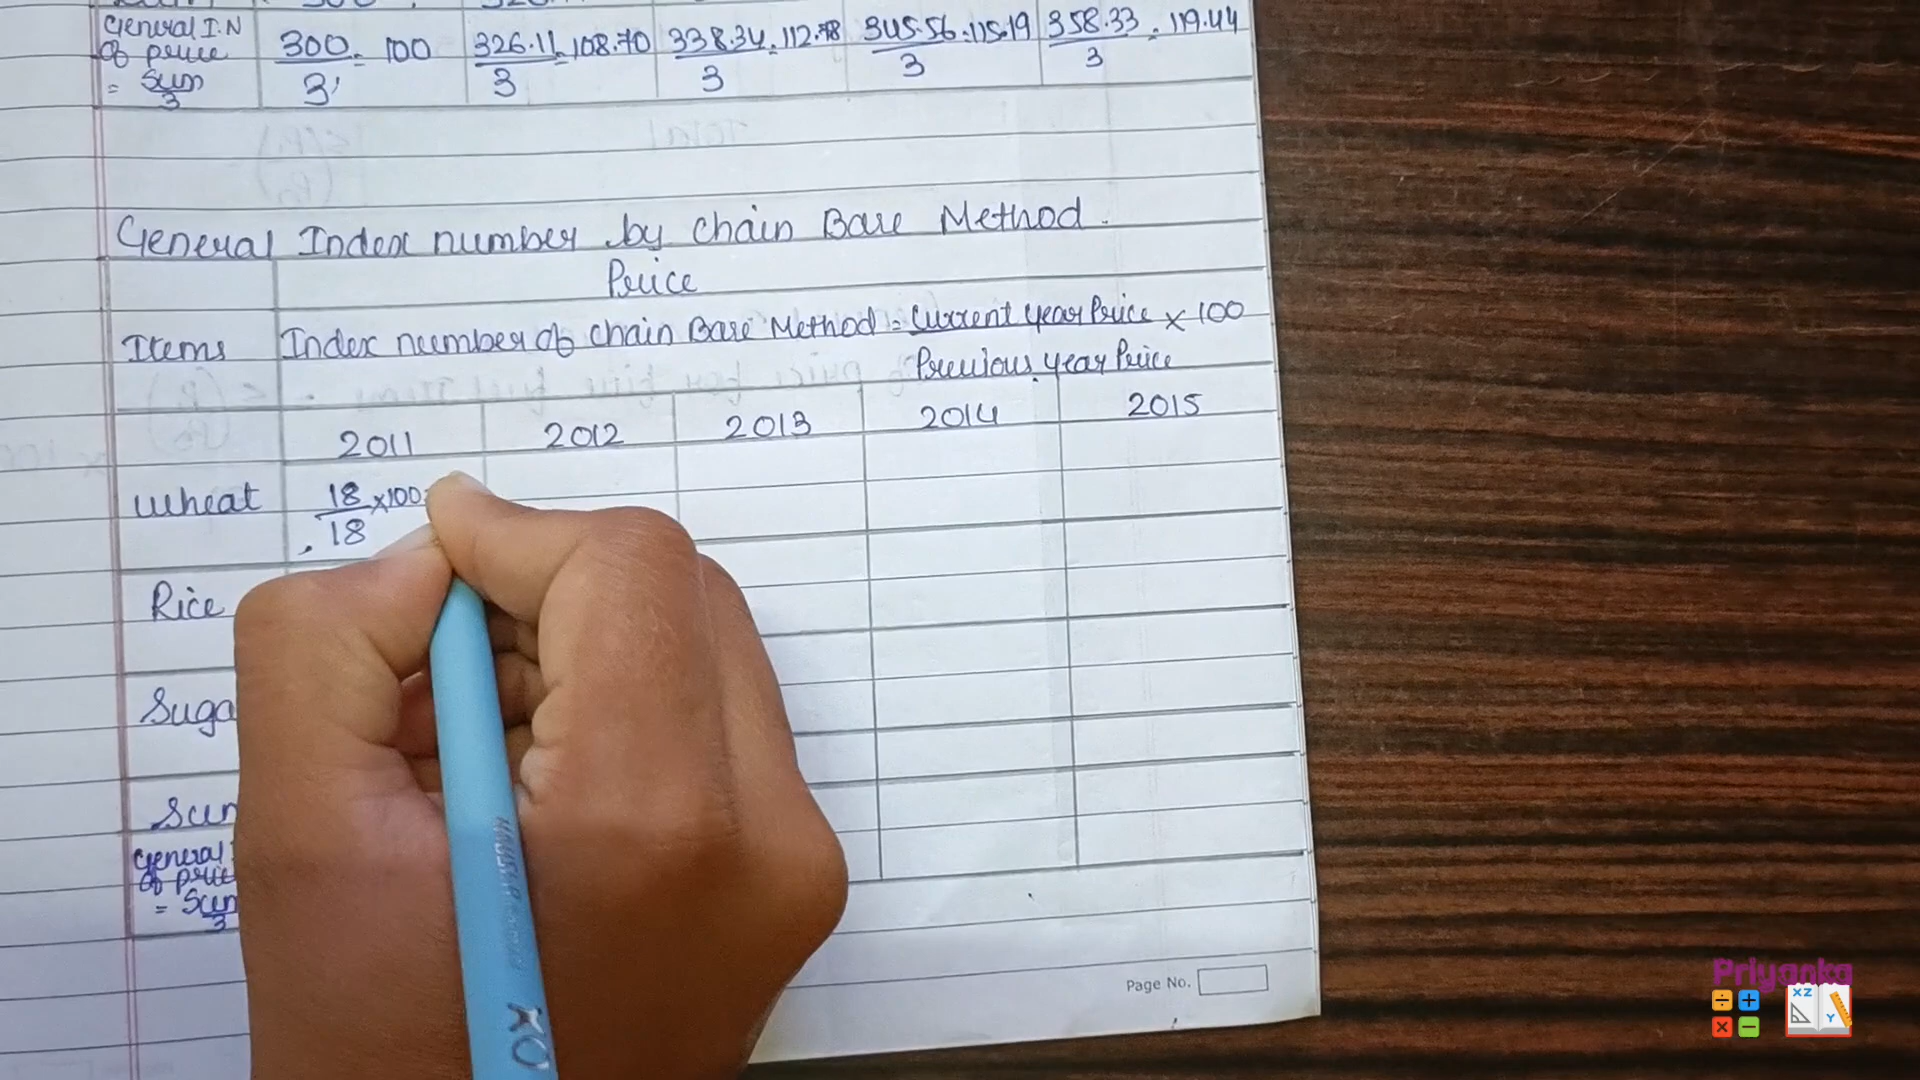 General I.N of price = Sum/3 300/3 = 100 326.11/3 = 108.70 338.34/3 = 112.78 345.56/3 = 115.19 358.33/3 = 119.44
General Index number by Chain Base Method.
Price
Items Index number of Chain Base Method = Current year Price/Previous year Price × 100
2011 2012 2013 2014 2015
Wheat 18/18 ×100=
Rice
Suga
Sum
General
of price
= Sum/3
Page No.
Priyanka
XZ
Y